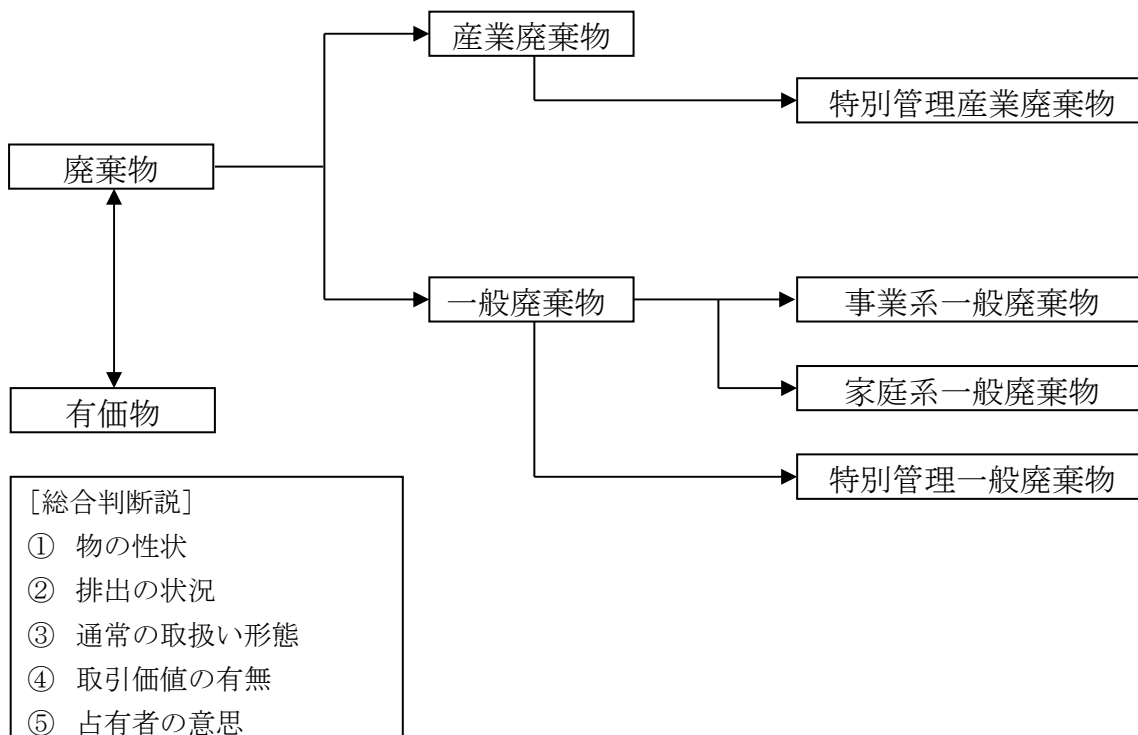 産業廃棄物
特別管理産業廃棄物
廃棄物
一般廃棄物
事業系一般廃棄物
家庭系一般廃棄物
有価物
特別管理一般廃棄物
[総合判断説]
① 物の性状
② 排出の状況
③ 通常の取扱い形態
④ 取引価値の有無
⑤ 占有者の意思